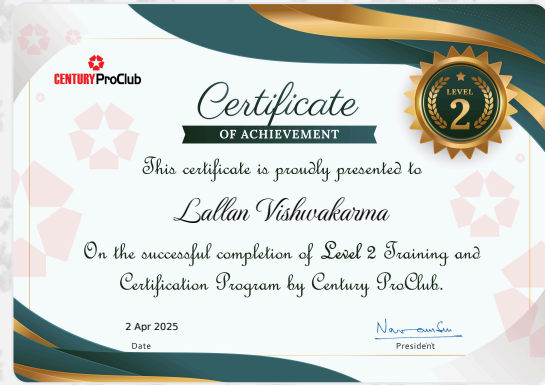 CENTURY ProClub
Certificate
OF ACHIEVEMENT
LEVEL
2
This certificate is proudly presented to
Lallan Vishwakarma
On the successful completion of Level 2 Training and
Certification Program by Century ProClub.
2 Apr 2025
Date
President